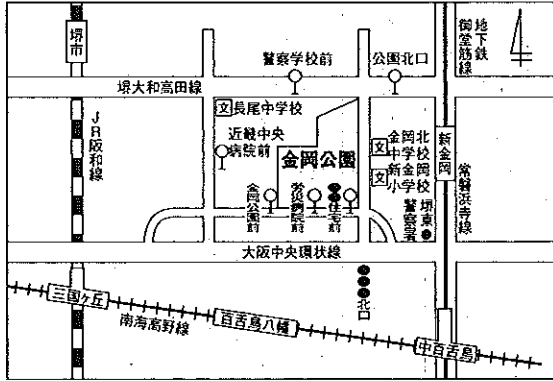 堺市
警察学校前
公園北口
地下鉄
御堂筋線
堺大和高田線
文長尾中学校
JR阪和線
近畿中央
病院前
金岡公園
文金岡北
中学校
文新金岡
小学校
新金岡
常磐浜寺線
金岡公園前
労災病院前
住宅前
堺東
警察署
大阪中央環状線
北口
三国ヶ丘
南海高野線
百舌鳥八幡
中百舌鳥